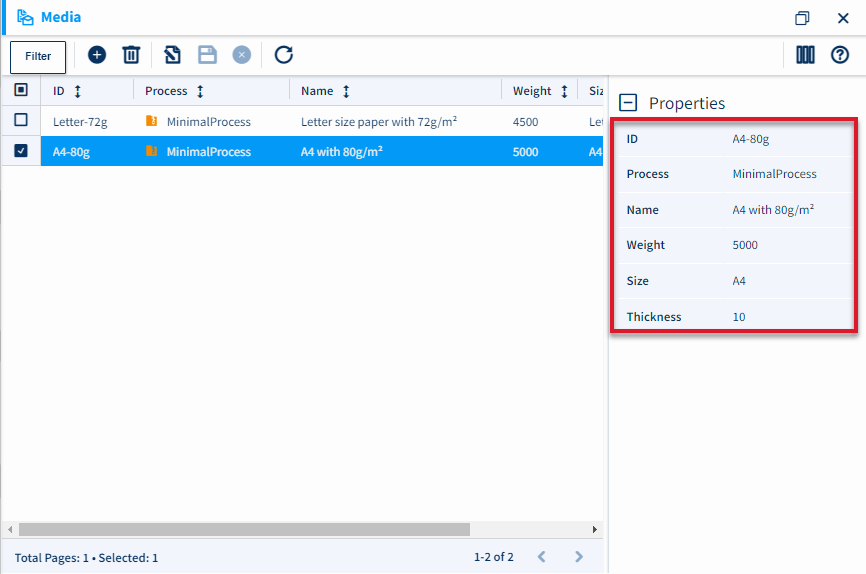 Media
Filter
ID Process Name Weight Siz
Letter-72g MinimalProcess Letter size paper with 72g/m² 4500 Let
A4-80g MinimalProcess A4 with 80g/m² 5000 A4
Properties
ID A4-80g
Process MinimalProcess
Name A4 with 80g/m²
Weight 5000
Size A4
Thickness 10
Total Pages: 1 • Selected: 1 1-2 of 2